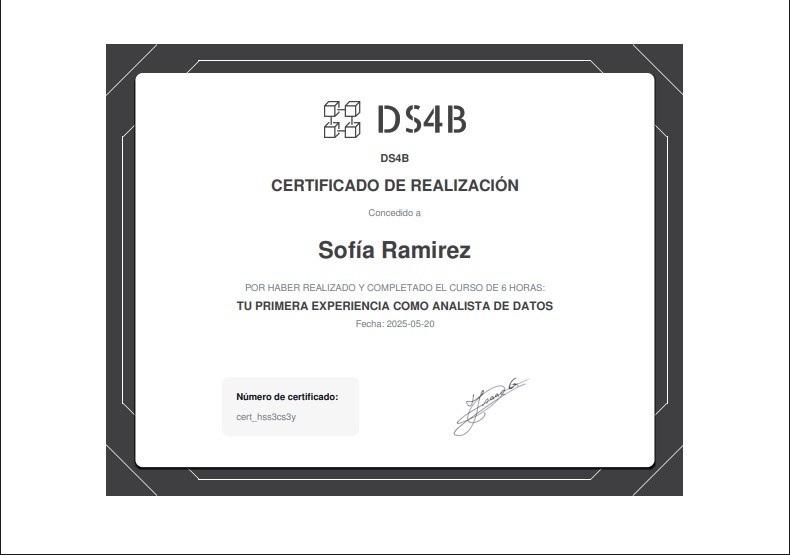 DS4B
DS4B
CERTIFICADO DE REALIZACIÓN
Concedido a
Sofía Ramirez
POR HABER REALIZADO Y COMPLETADO EL CURSO DE 6 HORAS:
TU PRIMERA EXPERIENCIA COMO ANALISTA DE DATOS
Fecha: 2025-05-20
Número de certificado:
cert_hss3cs3y